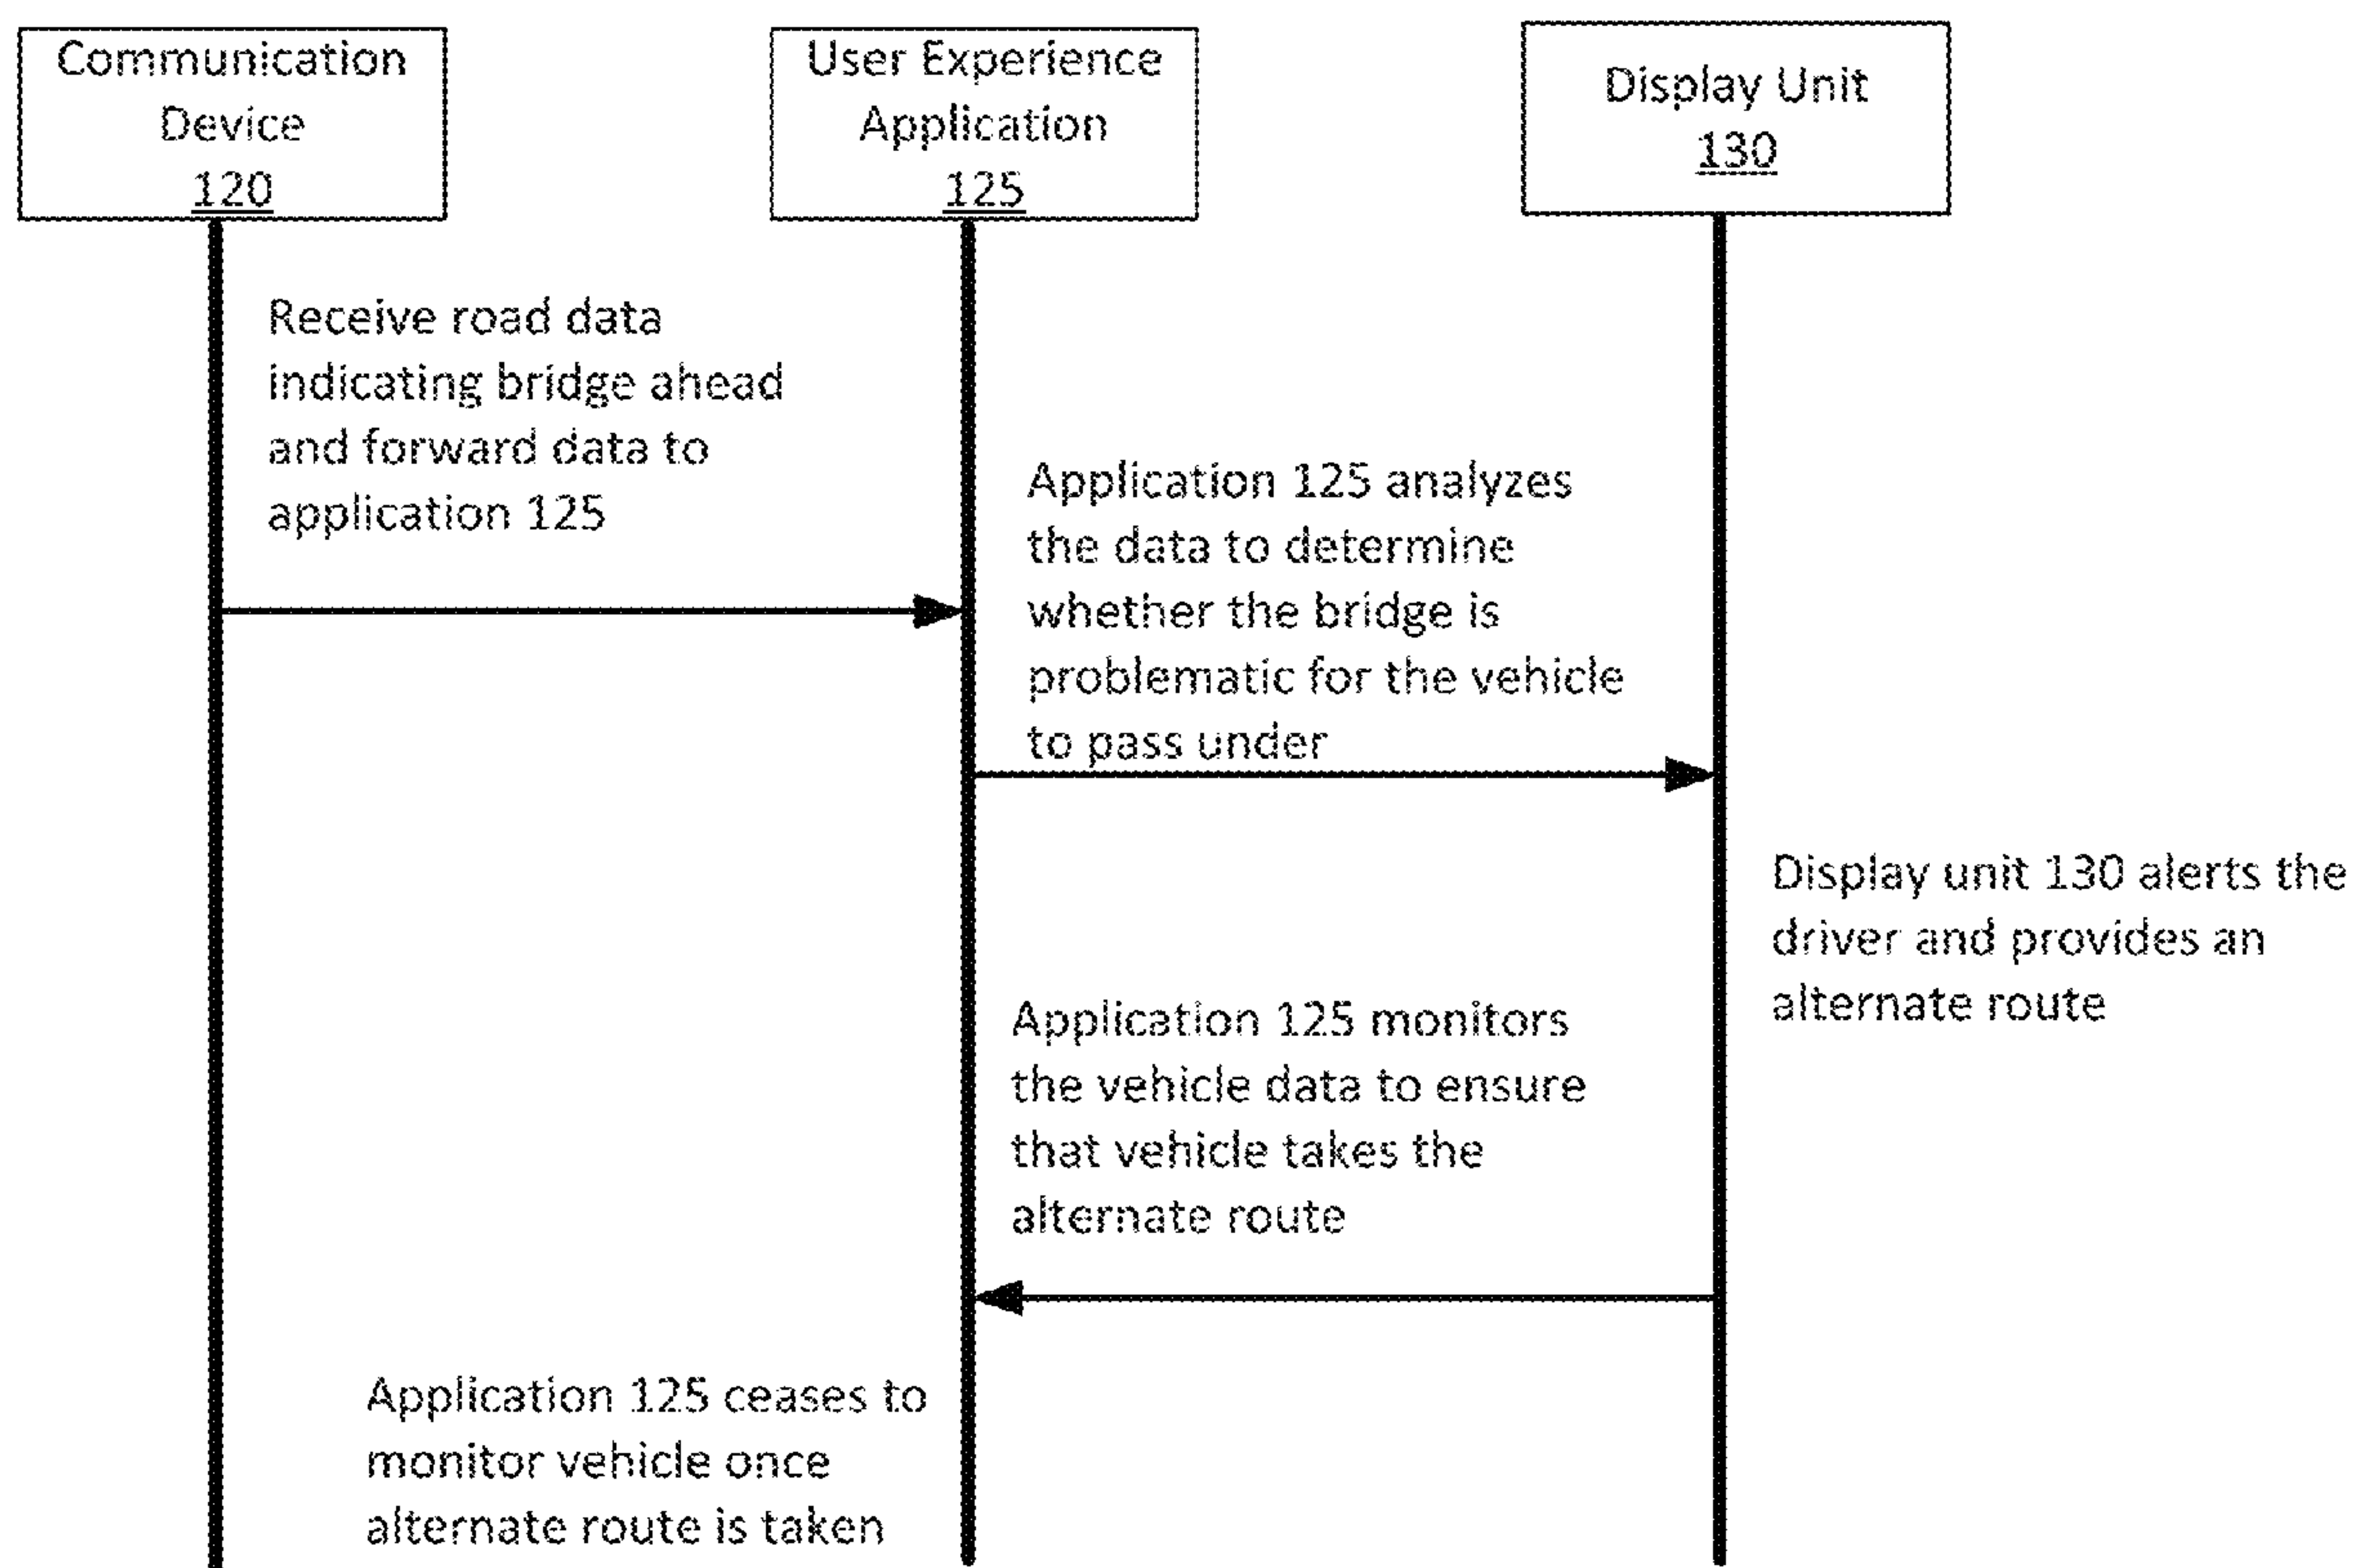 Communication
Device
120
User Experience
Application
125
Display Unit
130
Receive road data
indicating bridge ahead
and forward data to
application 125
Application 125 analyzes
the data to determine
whether the bridge is
problematic for the vehicle
to pass under
Display unit 130 alerts the
driver and provides an
alternate route
Application 125 monitors
the vehicle data to ensure
that vehicle takes the
alternate route
Application 125 ceases to
monitor vehicle once
alternate route is taken